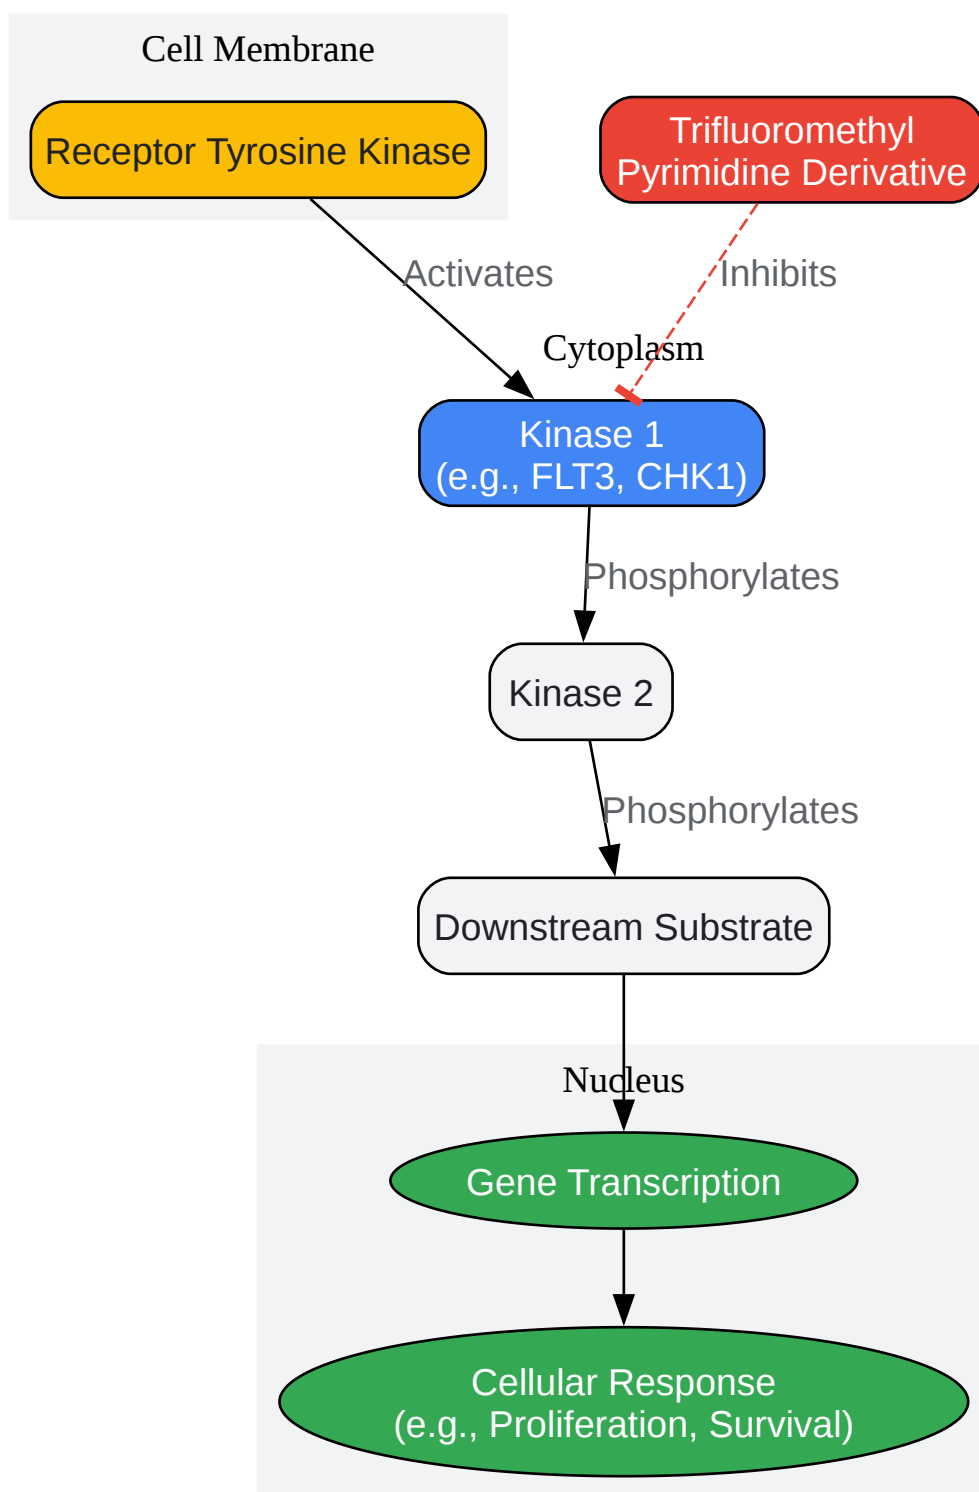 Cell Membrane
Receptor Tyrosine Kinase
Trifluoromethyl
Pyrimidine Derivative
Activates
Inhibits
Cytoplasm
Kinase 1
(e.g., FLT3, CHK1)
Phosphorylates
Kinase 2
Phosphorylates
Downstream Substrate
Nucleus
Gene Transcription
Cellular Response
(e.g., Proliferation, Survival)